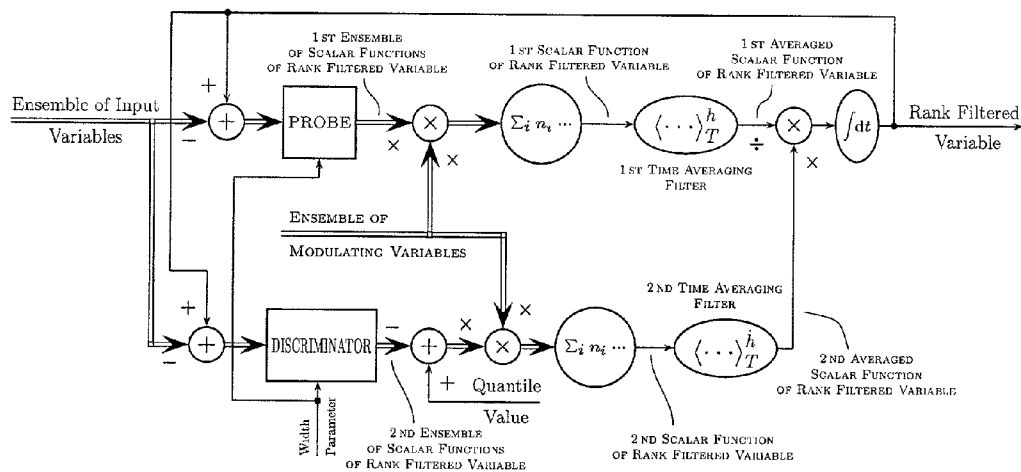 1ST ENSEMBLE
OF SCALAR FUNCTIONS
OF RANK FILTERED VARIABLE
1ST SCALAR FUNCTION
OF RANK FILTERED VARIABLE
1ST AVERAGED
SCALAR FUNCTION
OF RANK FILTERED VARIABLE
Ensemble of Input
Variables
+
−
+
PROBE
×
×
×
Σᵢ nᵢ ···
⟨···⟩ʰ_T
÷
×
×
∫dt
Rank Filtered
Variable
1ST TIME AVERAGING
FILTER
ENSEMBLE OF
MODULATING VARIABLES
2ND TIME AVERAGING
FILTER
+
−
+
DISCRIMINATOR
−
+
+
×
×
×
Σᵢ nᵢ ···
⟨···⟩^ḣ_T
Quantile
Value
Width
Parameter
2ND ENSEMBLE
OF SCALAR FUNCTIONS
OF RANK FILTERED VARIABLE
2ND SCALAR FUNCTION
OF RANK FILTERED VARIABLE
2ND AVERAGED
SCALAR FUNCTION
OF RANK FILTERED VARIABLE